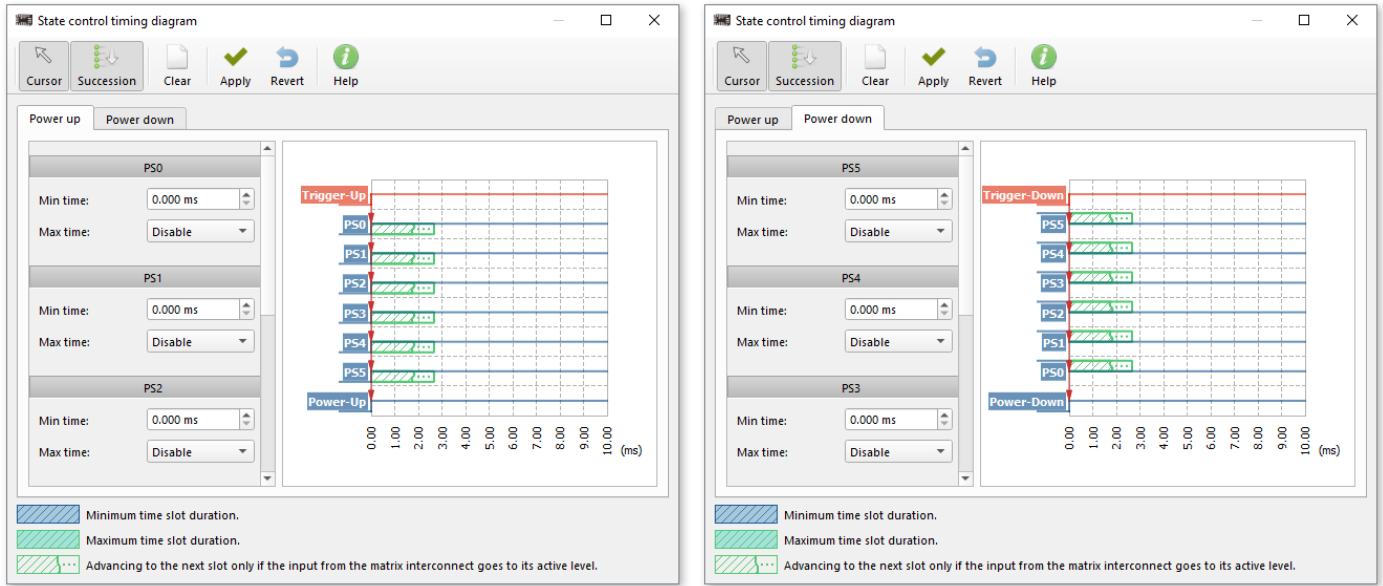 State control timing diagram
Cursor Succession Clear Apply Revert Help
Power up Power down
PS0
Min time: 0.000 ms
Max time: Disable
PS1
Min time: 0.000 ms
Max time: Disable
PS2
Min time: 0.000 ms
Max time: Disable
Trigger-Up
PS0
PS1
PS2
PS3
PS4
PS5
Power-Up
0.00 1.00 2.00 3.00 4.00 5.00 6.00 7.00 8.00 9.00 10.00 (ms)
Minimum time slot duration.
Maximum time slot duration.
Advancing to the next slot only if the input from the matrix interconnect goes to its active level.
State control timing diagram
Cursor Succession Clear Apply Revert Help
Power up Power down
PS5
Min time: 0.000 ms
Max time: Disable
PS4
Min time: 0.000 ms
Max time: Disable
PS3
Min time: 0.000 ms
Max time: Disable
Trigger-Down
PS5
PS4
PS3
PS2
PS1
PS0
Power-Down
0.00 1.00 2.00 3.00 4.00 5.00 6.00 7.00 8.00 9.00 10.00 (ms)
Minimum time slot duration.
Maximum time slot duration.
Advancing to the next slot only if the input from the matrix interconnect goes to its active level.